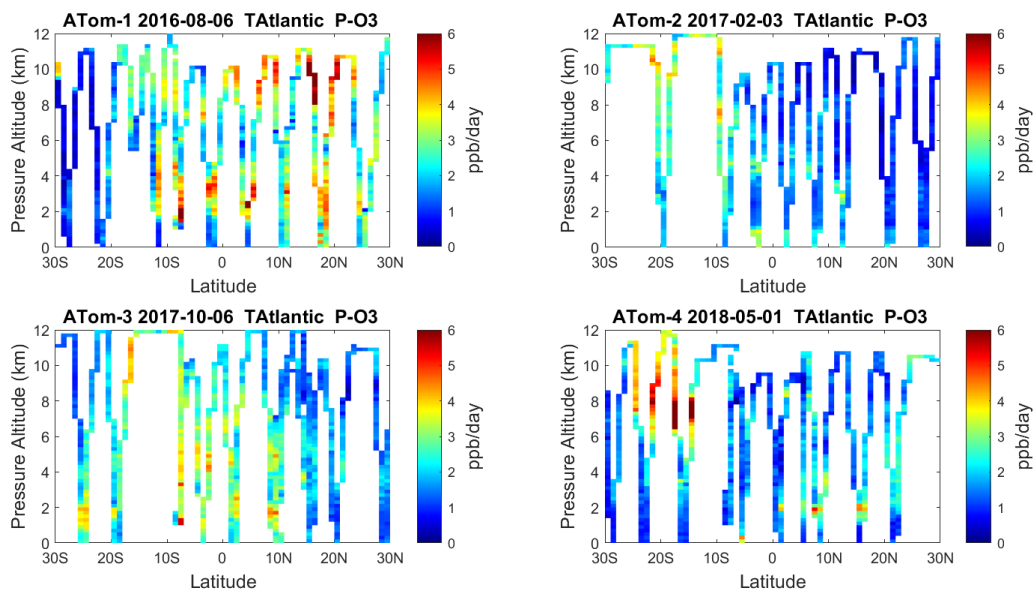 ATom-1 2016-08-06 TAtlantic P-O3
Pressure Altitude (km)
12
10
8
6
4
2
0
30S 20S 10S 0 10N 20N 30N
Latitude
6
5
4
3
2
1
0
ppb/day
ATom-2 2017-02-03 TAtlantic P-O3
Pressure Altitude (km)
12
10
8
6
4
2
0
30S 20S 10S 0 10N 20N 30N
Latitude
6
5
4
3
2
1
0
ppb/day
ATom-3 2017-10-06 TAtlantic P-O3
Pressure Altitude (km)
12
10
8
6
4
2
0
30S 20S 10S 0 10N 20N 30N
Latitude
6
5
4
3
2
1
0
ppb/day
ATom-4 2018-05-01 TAtlantic P-O3
Pressure Altitude (km)
12
10
8
6
4
2
0
30S 20S 10S 0 10N 20N 30N
Latitude
6
5
4
3
2
1
0
ppb/day